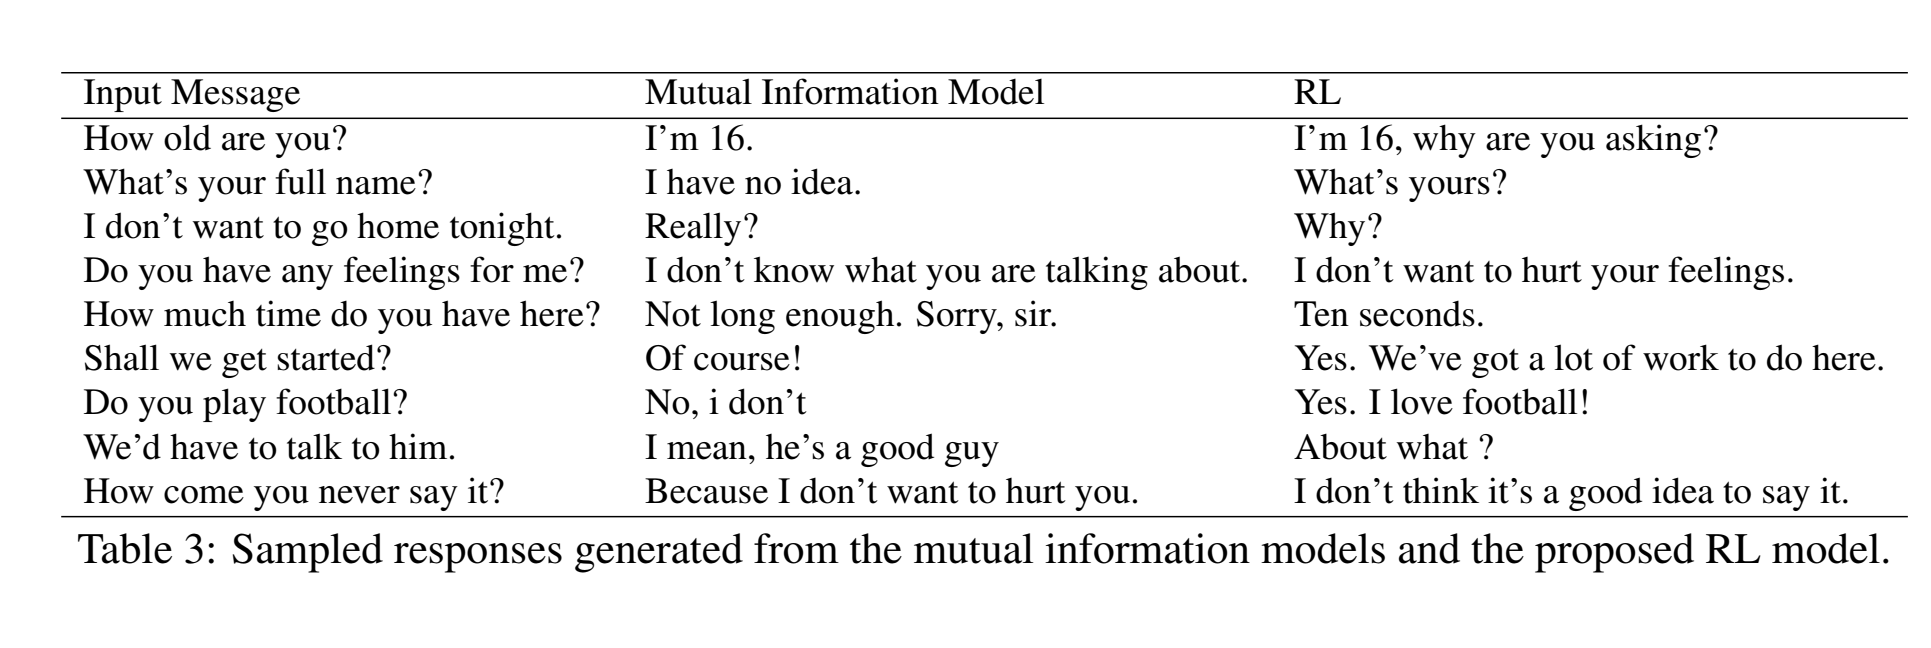 Input Message Mutual Information Model RL
How old are you? I'm 16. I'm 16, why are you asking?
What's your full name? I have no idea. What's yours?
I don't want to go home tonight. Really? Why?
Do you have any feelings for me? I don't know what you are talking about. I don't want to hurt your feelings.
How much time do you have here? Not long enough. Sorry, sir. Ten seconds.
Shall we get started? Of course! Yes. We've got a lot of work to do here.
Do you play football? No, i don't Yes. I love football!
We'd have to talk to him. I mean, he's a good guy About what ?
How come you never say it? Because I don't want to hurt you. I don't think it's a good idea to say it.
Table 3: Sampled responses generated from the mutual information models and the proposed RL model.